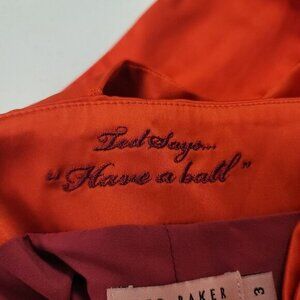 Ted Says...
"Have a ball"
BAKER
3